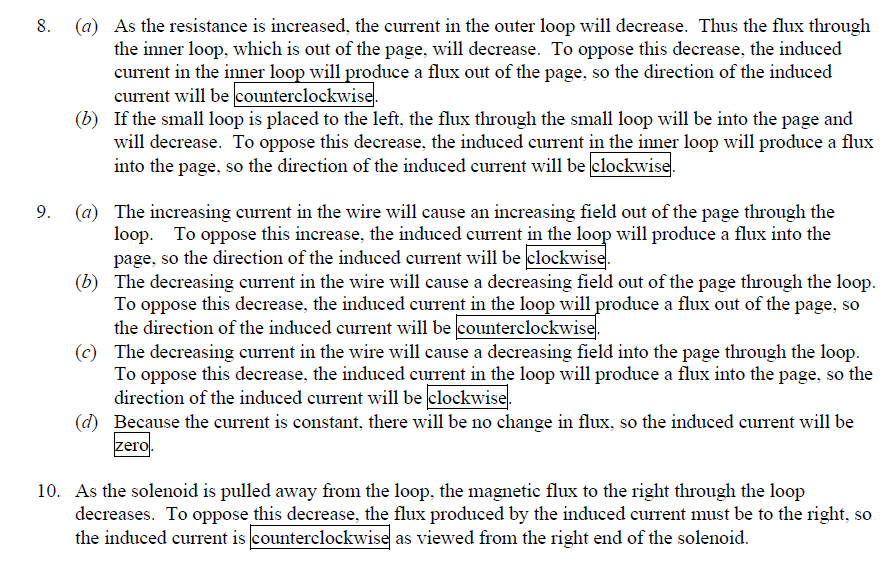 8. (a) As the resistance is increased, the current in the outer loop will decrease. Thus the flux through
the inner loop, which is out of the page, will decrease. To oppose this decrease, the induced
current in the inner loop will produce a flux out of the page, so the direction of the induced
current will be counterclockwise.
(b) If the small loop is placed to the left, the flux through the small loop will be into the page and
will decrease. To oppose this decrease, the induced current in the inner loop will produce a flux
into the page, so the direction of the induced current will be clockwise.
9. (a) The increasing current in the wire will cause an increasing field out of the page through the
loop. To oppose this increase, the induced current in the loop will produce a flux into the
page, so the direction of the induced current will be clockwise.
(b) The decreasing current in the wire will cause a decreasing field out of the page through the loop.
To oppose this decrease, the induced current in the loop will produce a flux out of the page, so
the direction of the induced current will be counterclockwise.
(c) The decreasing current in the wire will cause a decreasing field into the page through the loop.
To oppose this decrease, the induced current in the loop will produce a flux into the page, so the
direction of the induced current will be clockwise.
(d) Because the current is constant, there will be no change in flux, so the induced current will be
zero.
10. As the solenoid is pulled away from the loop, the magnetic flux to the right through the loop
decreases. To oppose this decrease, the flux produced by the induced current must be to the right, so
the induced current is counterclockwise as viewed from the right end of the solenoid.